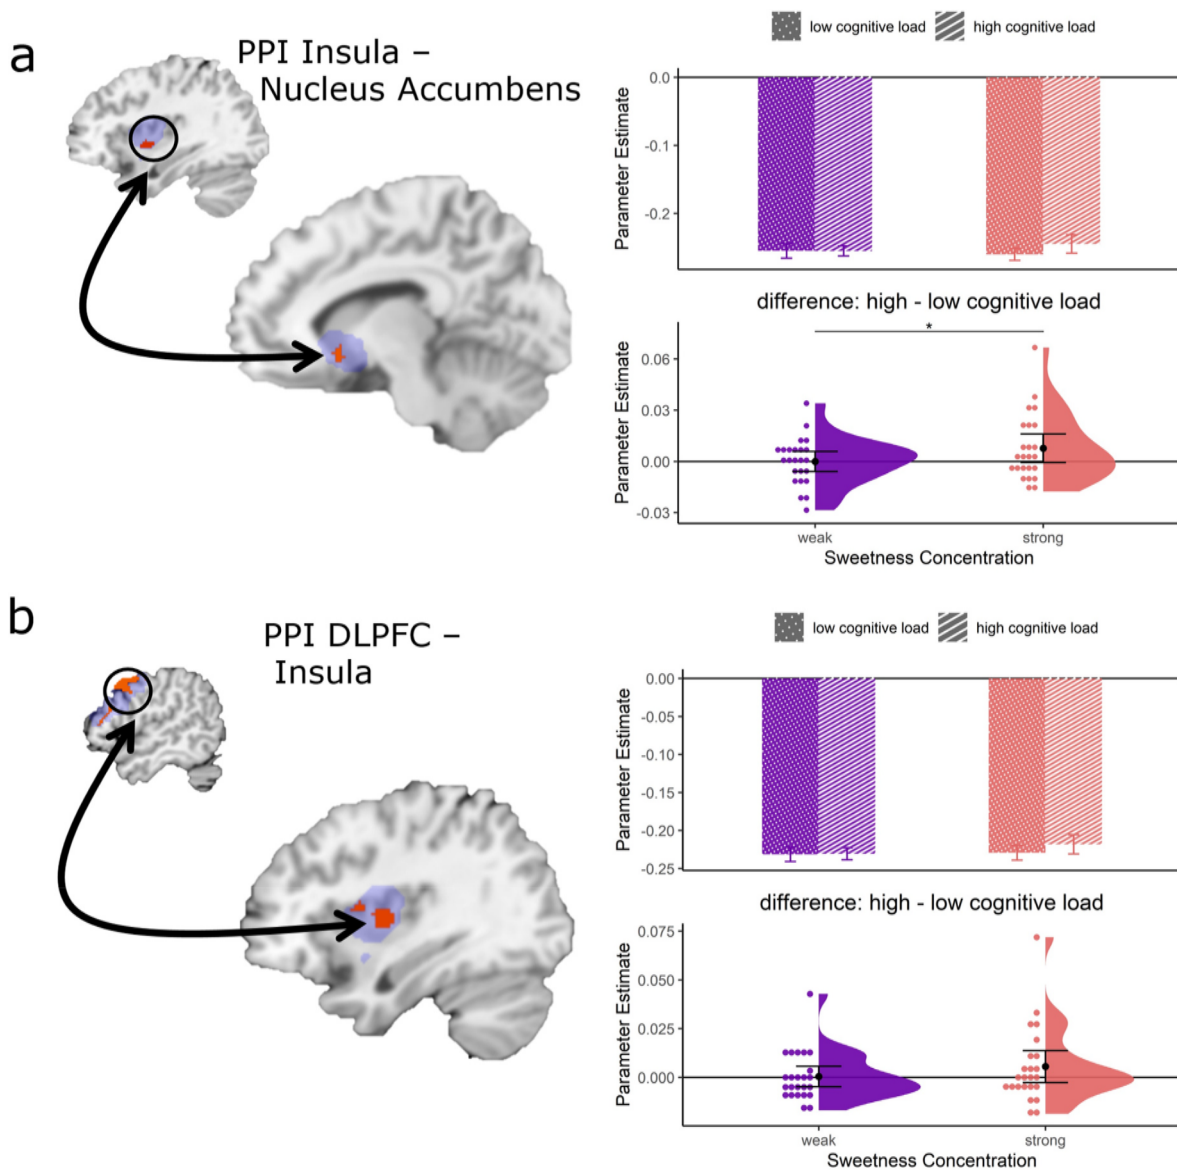 a
PPI Insula –
Nucleus Accumbens
low cognitive load
high cognitive load
Parameter Estimate
0.0
-0.1
-0.2
difference: high - low cognitive load
*
Parameter Estimate
0.06
0.03
0.00
-0.03
weak
strong
Sweetness Concentration
b
PPI DLPFC –
Insula
low cognitive load
high cognitive load
Parameter Estimate
0.00
-0.05
-0.10
-0.15
-0.20
-0.25
difference: high - low cognitive load
Parameter Estimate
0.075
0.050
0.025
0.000
weak
strong
Sweetness Concentration